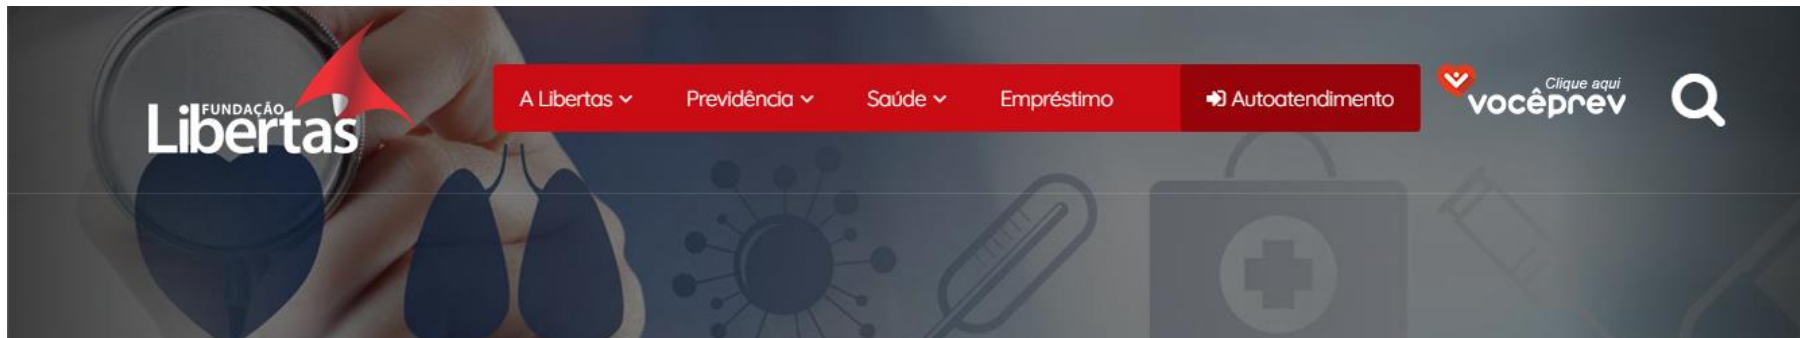 FUNDAÇÃO
Libertas
A Libertas
Previdência
Saúde
Empréstimo
Autoatendimento
Clique aqui
vocêprev